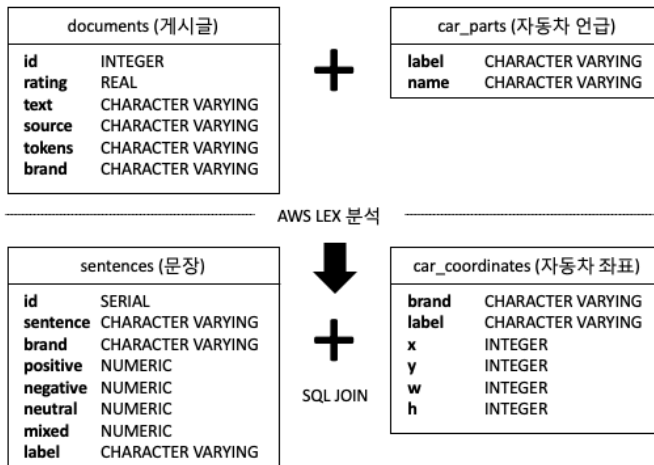 documents (게시글)
id INTEGER
rating REAL
text CHARACTER VARYING
source CHARACTER VARYING
tokens CHARACTER VARYING
brand CHARACTER VARYING
car_parts (자동차 언급)
label CHARACTER VARYING
name CHARACTER VARYING
AWS LEX 분석
sentences (문장)
id SERIAL
sentence CHARACTER VARYING
brand CHARACTER VARYING
positive NUMERIC
negative NUMERIC
neutral NUMERIC
mixed NUMERIC
label CHARACTER VARYING
SQL JOIN
car_coordinates (자동차 좌표)
brand CHARACTER VARYING
label CHARACTER VARYING
x INTEGER
y INTEGER
w INTEGER
h INTEGER